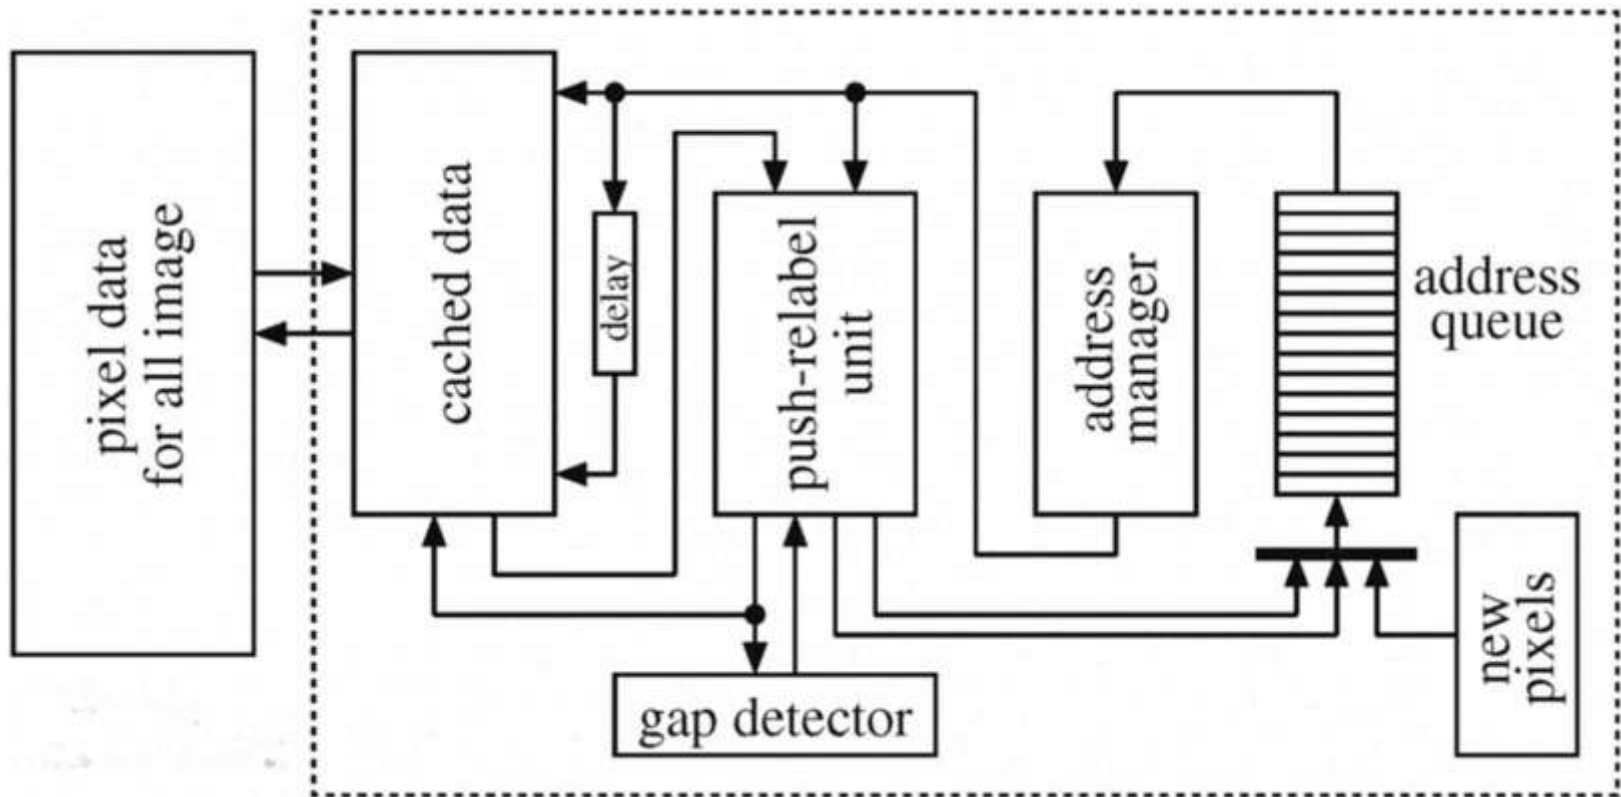 pixel data
for all image
cached data
delay
push-relabel
unit
address
manager
address
queue
new
pixels
gap detector